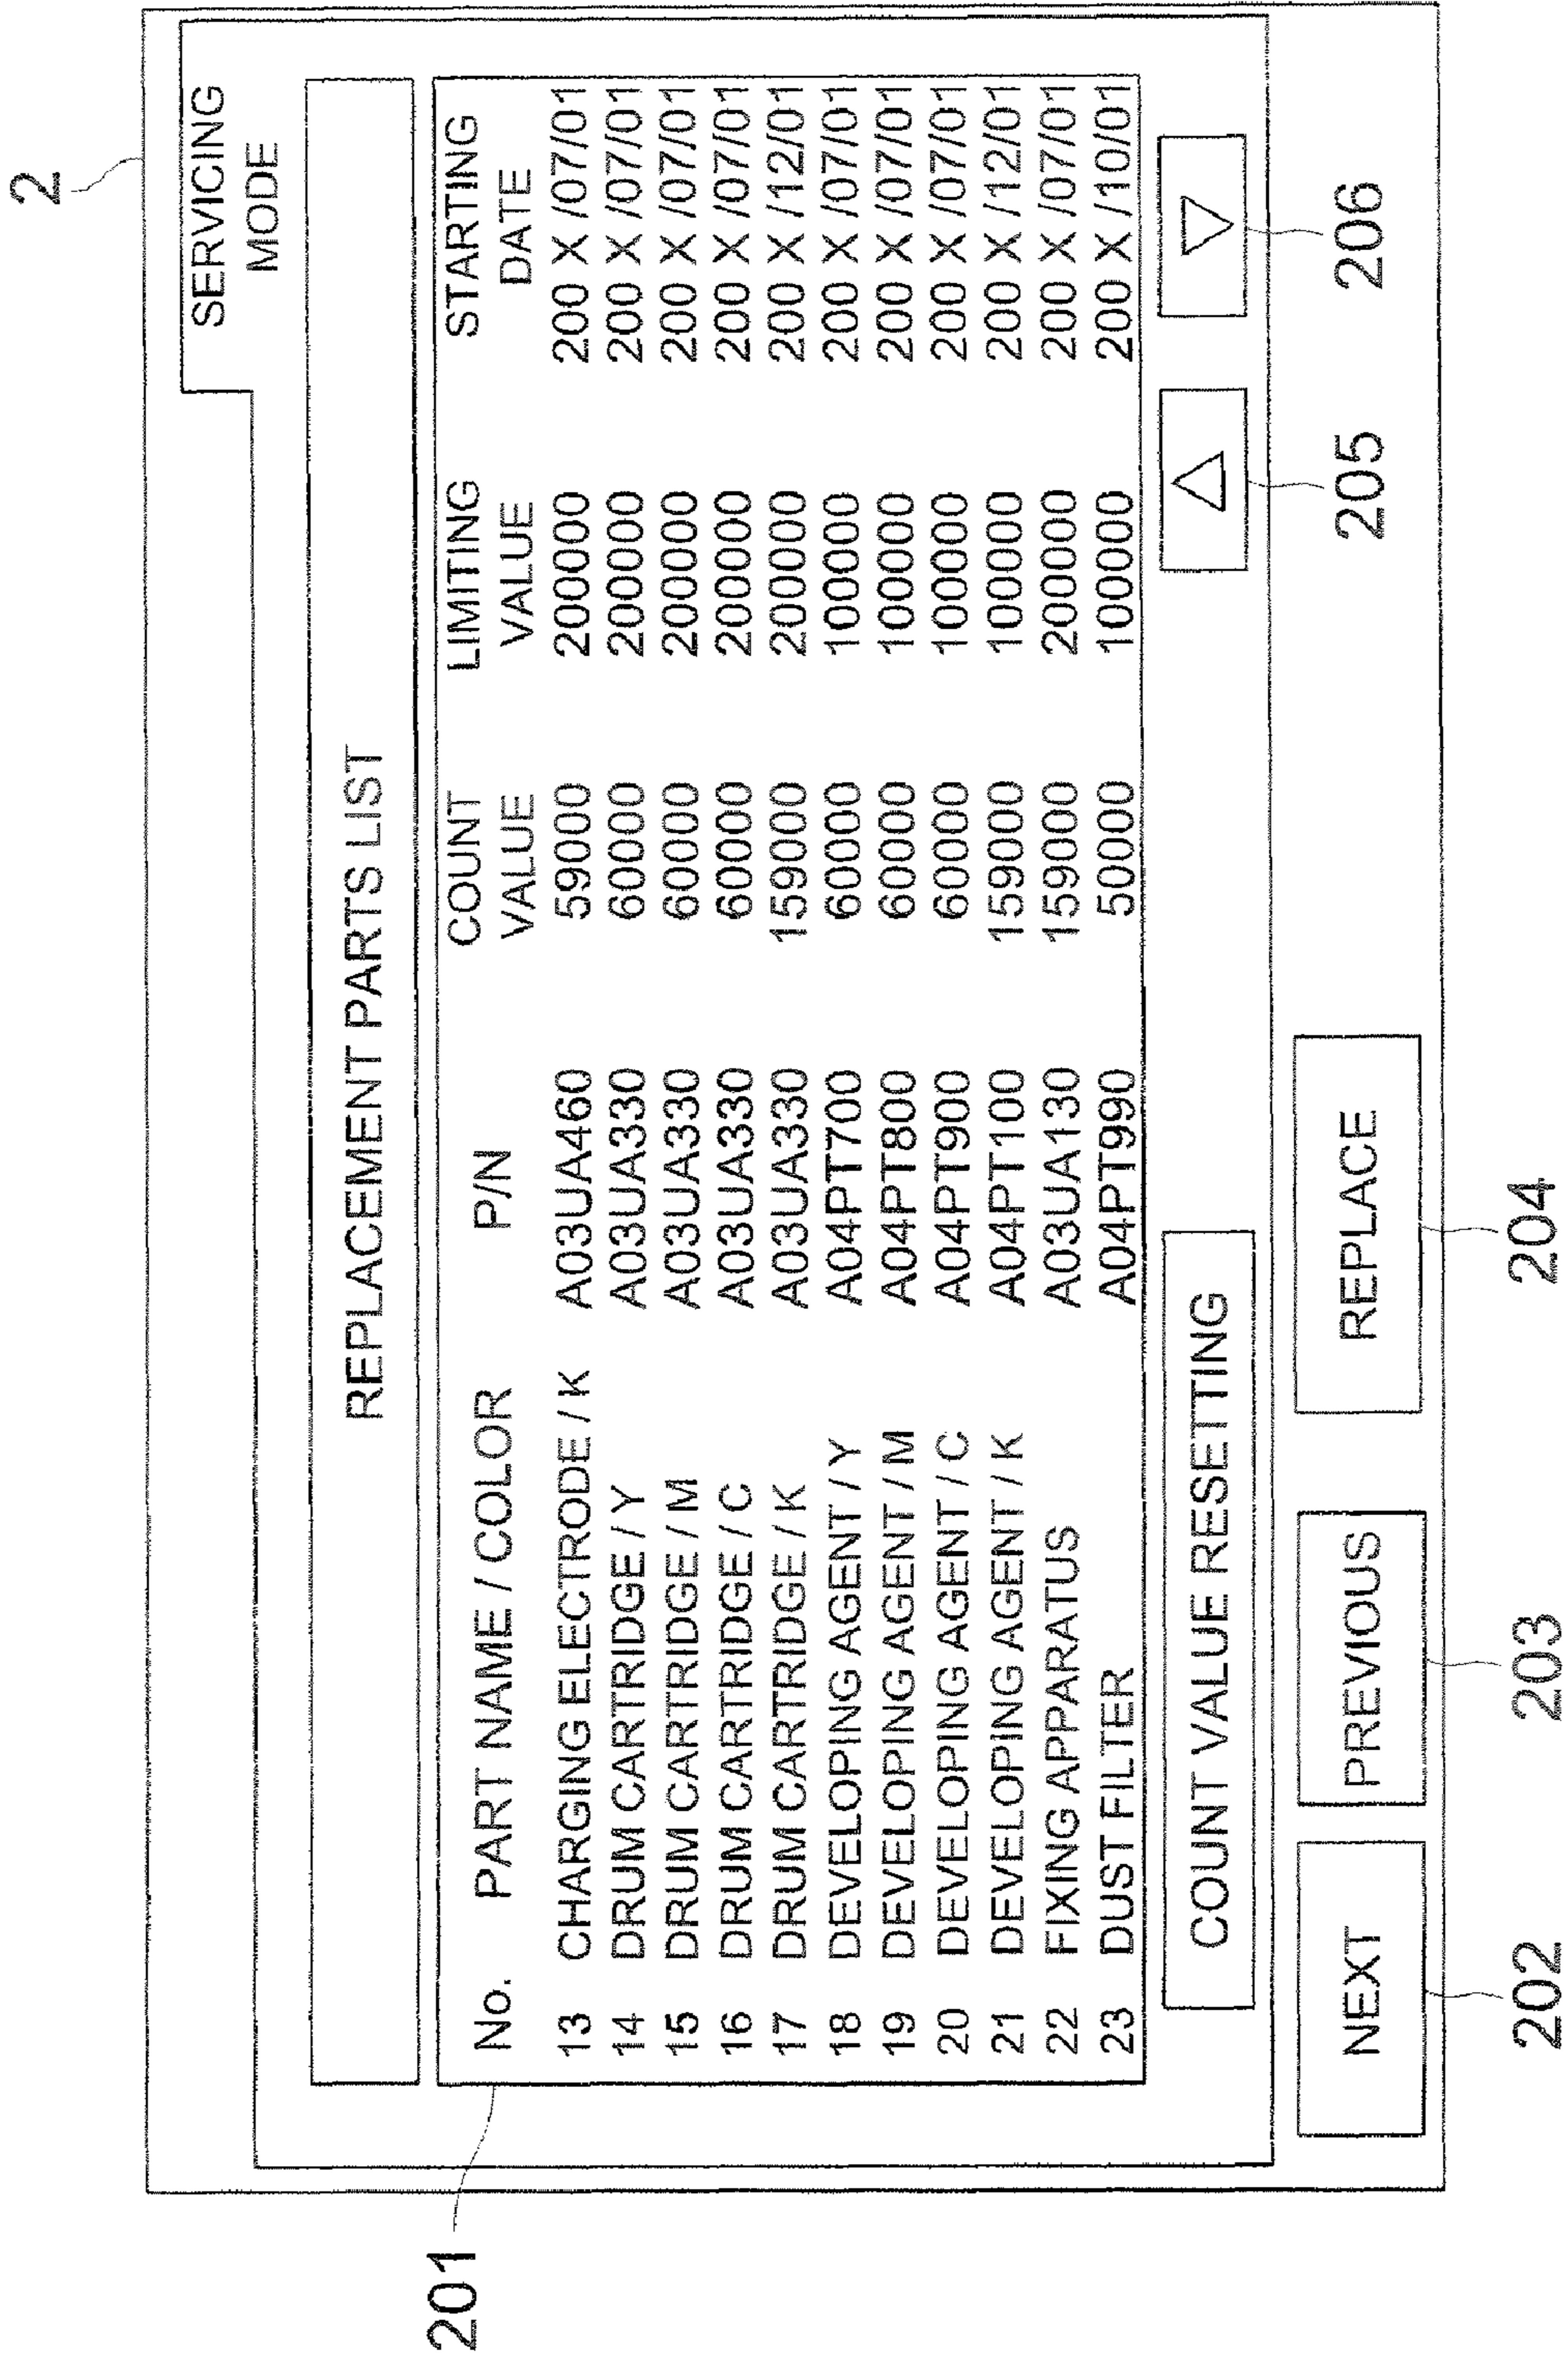 2
SERVICING
MODE
REPLACEMENT PARTS LIST
201
No. PART NAME / COLOR P/N COUNT VALUE LIMITING VALUE STARTING DATE
13 CHARGING ELECTRODE / K A03UA460 59000 200000 200 X /07/01
14 DRUM CARTRIDGE / Y A03UA330 60000 200000 200 X /07/01
15 DRUM CARTRIDGE / M A03UA330 60000 200000 200 X /07/01
16 DRUM CARTRIDGE / C A03UA330 60000 200000 200 X /07/01
17 DRUM CARTRIDGE / K A03UA330 159000 200000 200 X /12/01
18 DEVELOPING AGENT / Y A04PT700 60000 100000 200 X /07/01
19 DEVELOPING AGENT / M A04PT800 60000 100000 200 X /07/01
20 DEVELOPING AGENT / C A04PT900 60000 100000 200 X /07/01
21 DEVELOPING AGENT / K A04PT100 159000 100000 200 X /12/01
22 FIXING APPARATUS A03UA130 159000 200000 200 X /07/01
23 DUST FILTER A04PT990 50000 100000 200 X /10/01
COUNT VALUE RESETTING △ ▽
NEXT PREVIOUS REPLACE 205 206
202 203 204